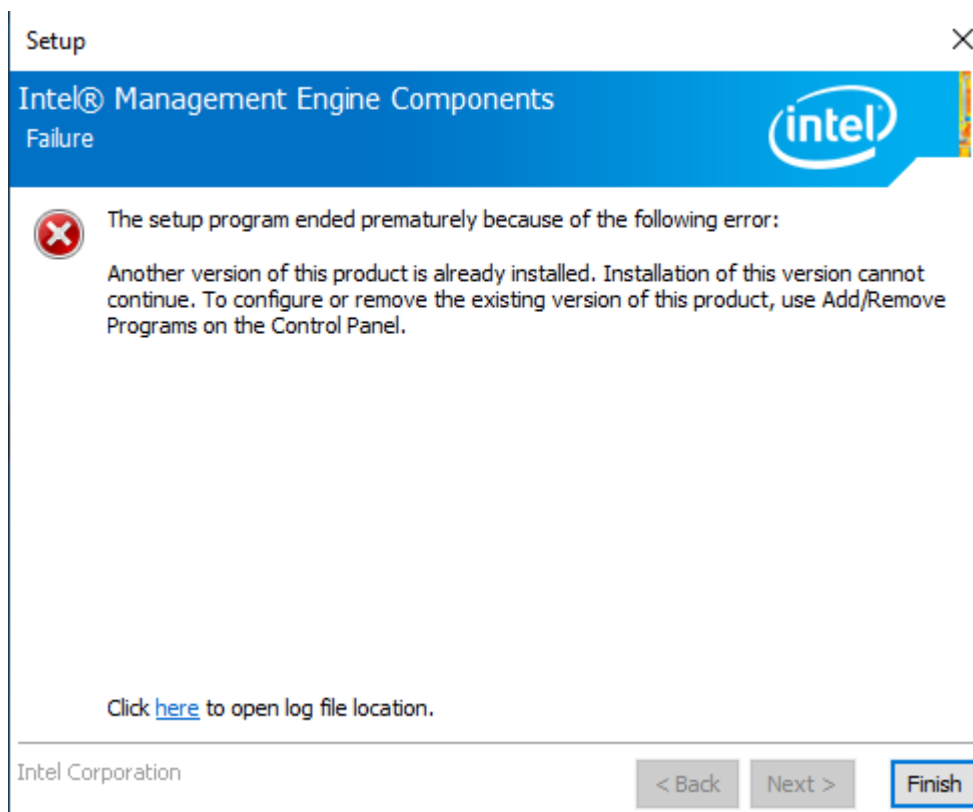 Setup
Intel® Management Engine Components
Failure
intel
The setup program ended prematurely because of the following error:
Another version of this product is already installed. Installation of this version cannot
continue. To configure or remove the existing version of this product, use Add/Remove
Programs on the Control Panel.
Click here to open log file location.
Intel Corporation
< Back
Next >
Finish